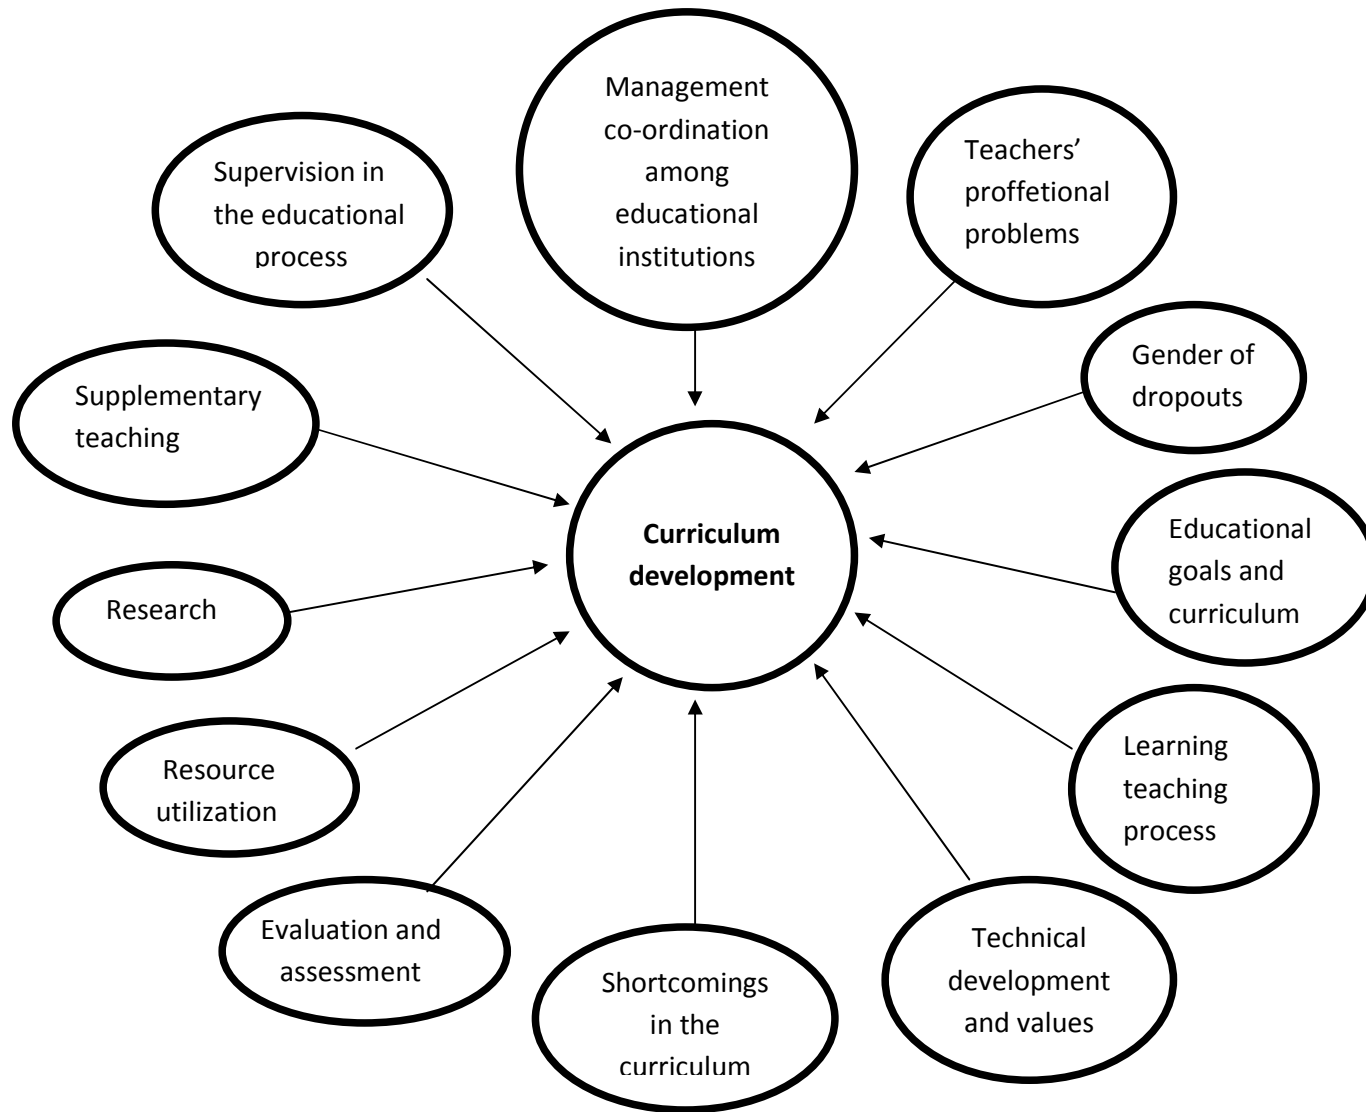 Management
co-ordination
among
educational
institutions
Teachers’
proffetional
problems
Supervision in
the educational
process
Gender of
dropouts
Supplementary
teaching
Curriculum
development
Educational
goals and
curriculum
Research
Learning
teaching
process
Resource
utilization
Evaluation and
assessment
Technical
development
and values
Shortcomings
in the
curriculum